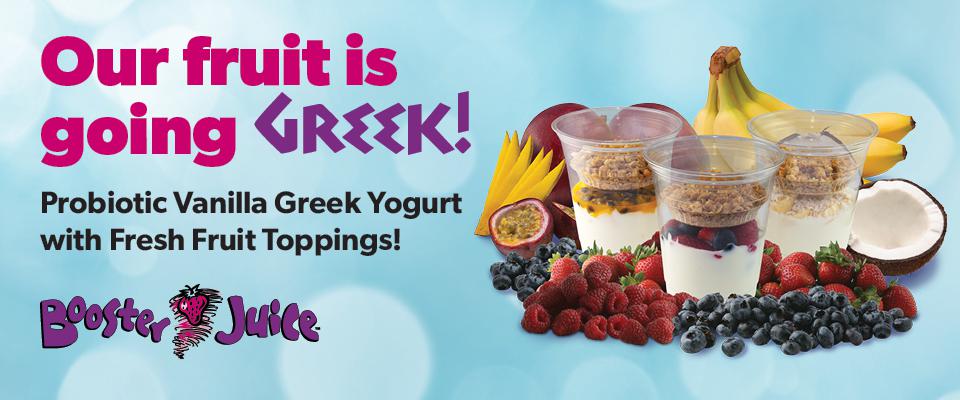 Our fruit is
going GREEK!
Probiotic Vanilla Greek Yogurt
with Fresh Fruit Toppings!
Booster Juice